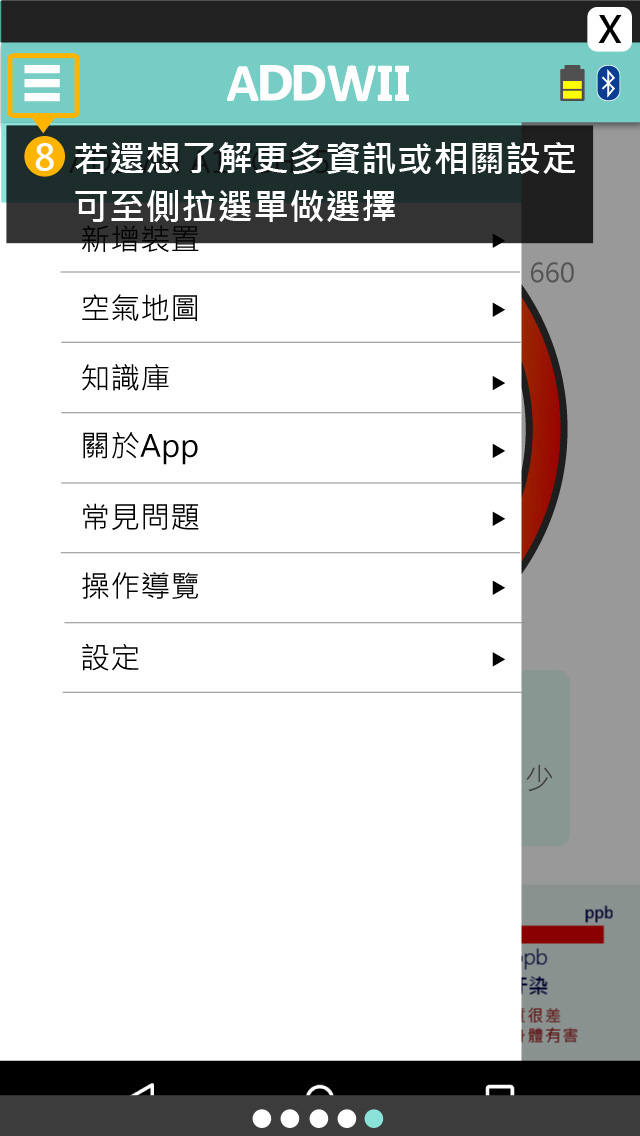 X
ADDWII
8 若還想了解更多資訊或相關設定
可至側拉選單做選擇
新增裝置
660
空氣地圖
知識庫
關於App
常見問題
操作導覽
設定
少
ppb
ppb
染
很差
體有害